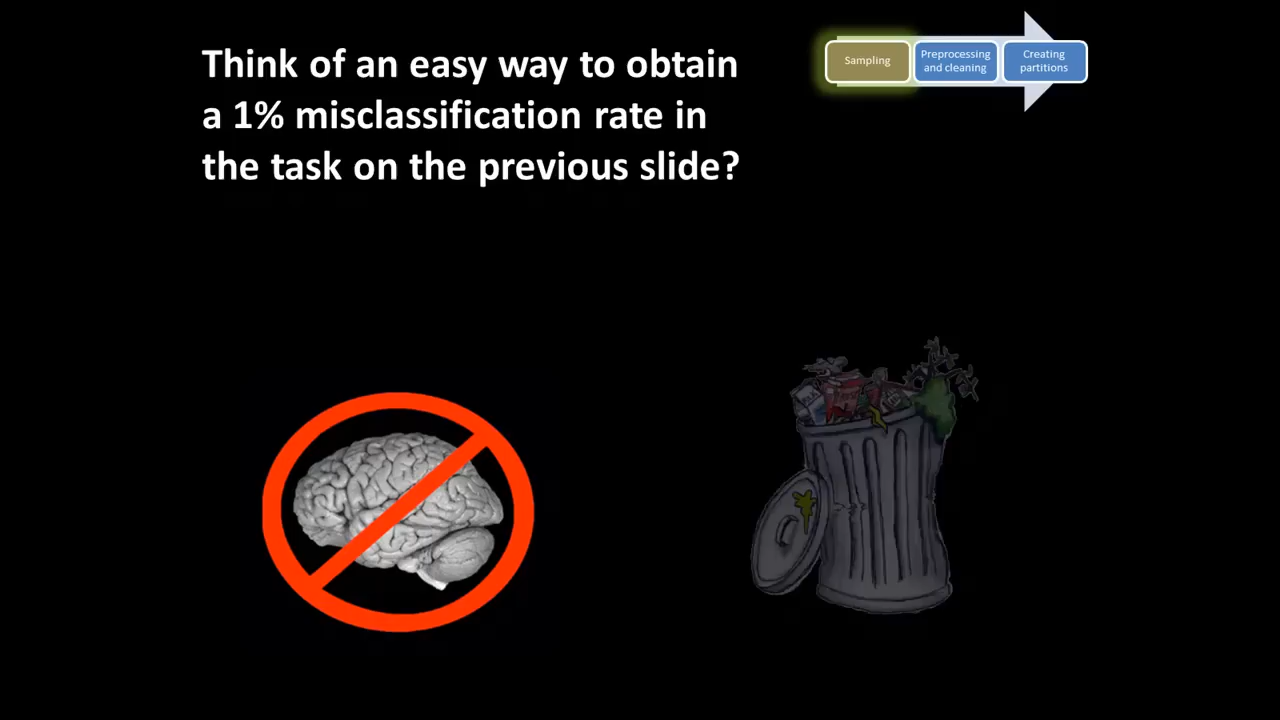 Think of an easy way to obtain
a 1% misclassification rate in
the task on the previous slide?
Sampling
Preprocessing
and cleaning
Creating
partitions